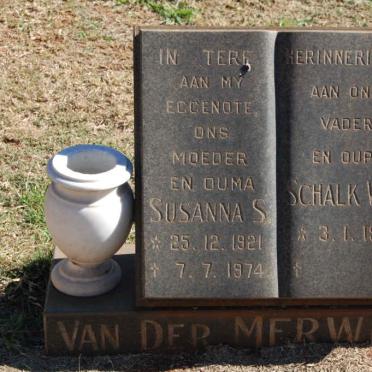 IN TERE HERINNERI
AAN MY
EGGENOTE,
ONS
MOEDER
EN OUMA
SUSANNA S.
* 25.12.1921
† 7.7.1974
AAN ON
VADER
EN OUP
SCHALK
* 3.1.19
†
VAN DER MERW